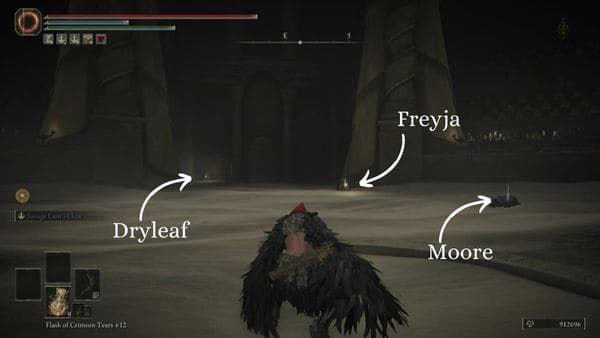 E
Freyja
Dryleaf
Moore
Savage Lion's Claw
Flask of Crimson Tears +12
912696